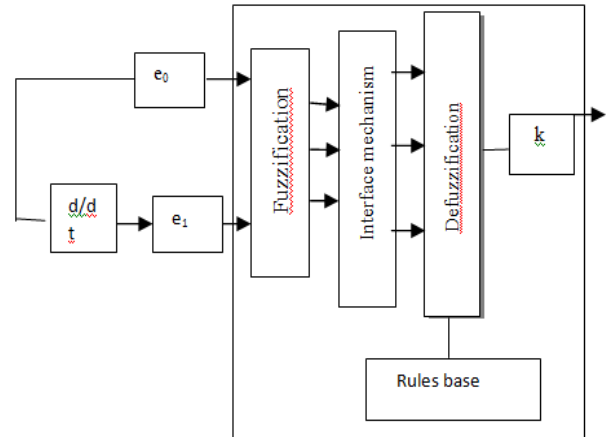 e₀
Fuzzification
Interface mechanism
Defuzzification
k
d/d
t
e₁
Rules base